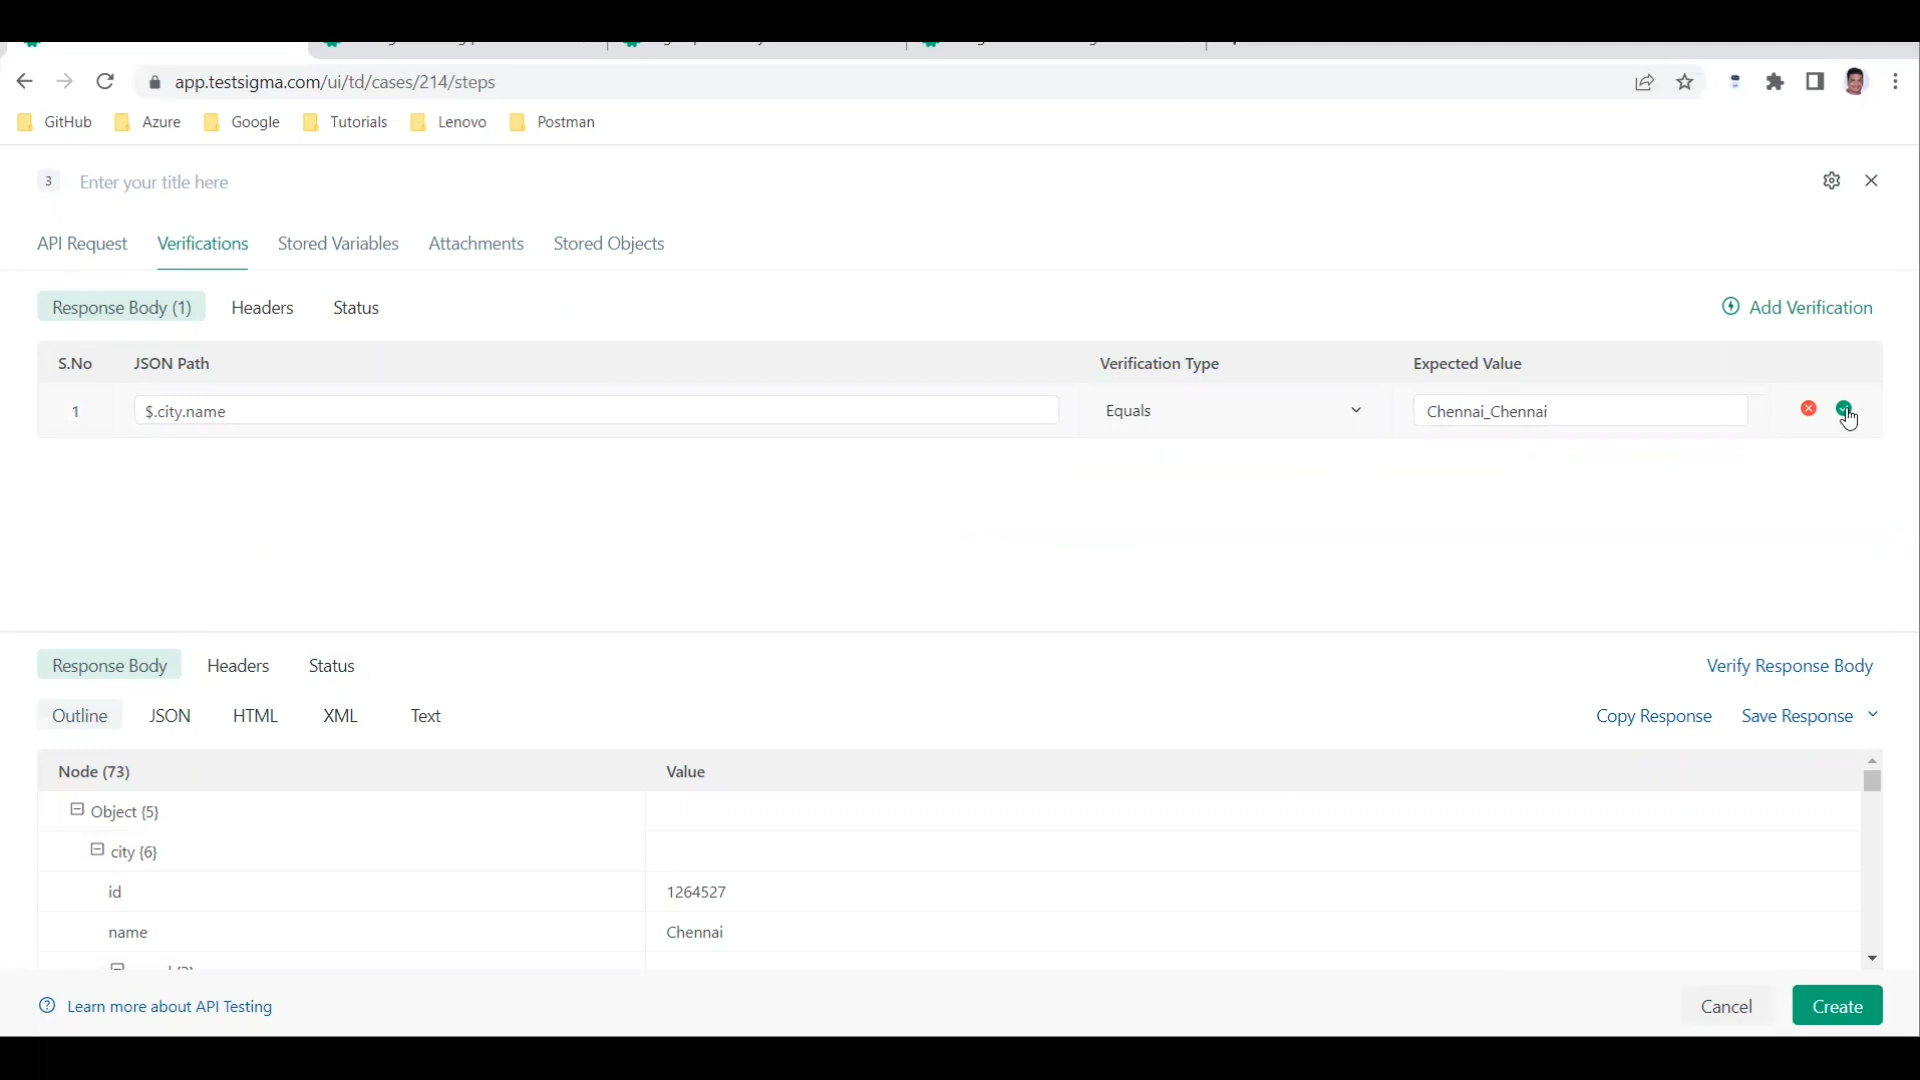 app.testsigma.com/ui/td/cases/214/steps
GitHub Azure Google Tutorials Lenovo Postman
3 Enter your title here
API Request Verifications Stored Variables Attachments Stored Objects
Response Body (1) Headers Status Add Verification
S.No JSON Path Verification Type Expected Value
1 $.city.name Equals Chennai_Chennai
Response Body Headers Status Verify Response Body
Outline JSON HTML XML Text Copy Response Save Response
Node (73) Value
Object {5}
city {6}
id 1264527
name Chennai
Learn more about API Testing Cancel Create